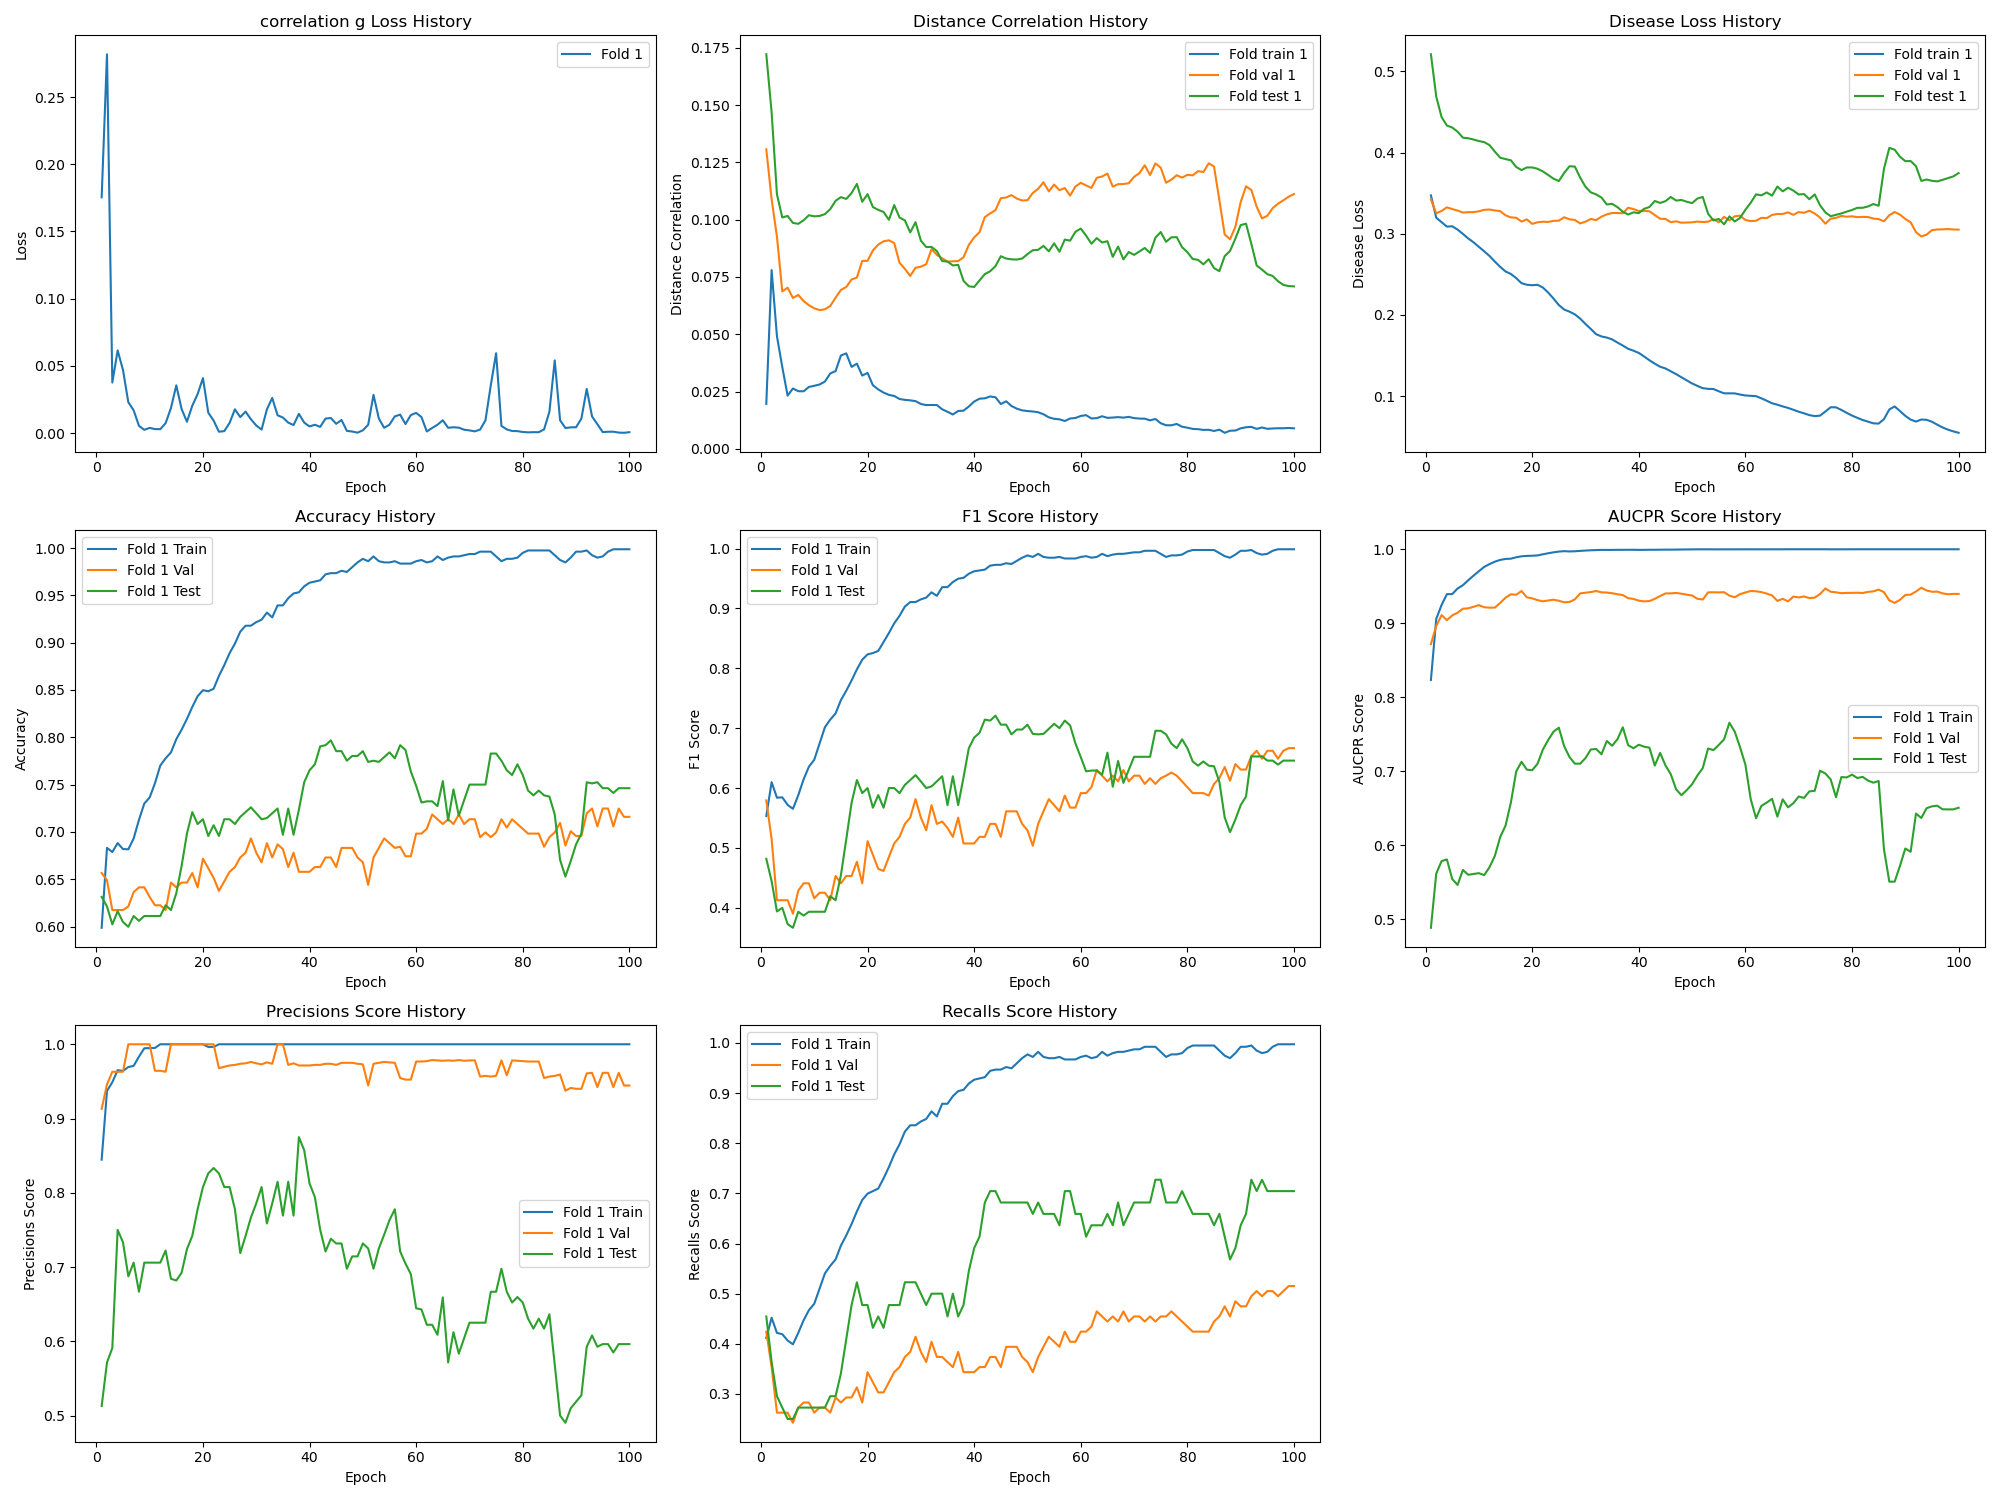 correlation g Loss History
Loss
0.25
0.20
0.15
0.10
0.05
0.00
0 20 40 60 80 100
Epoch
Fold 1
Distance Correlation History
Distance Correlation
0.175
0.150
0.125
0.100
0.075
0.050
0.025
0.000
0 20 40 60 80 100
Epoch
Fold train 1
Fold val 1
Fold test 1
Disease Loss History
Disease Loss
0.5
0.4
0.3
0.2
0.1
0 20 40 60 80 100
Epoch
Fold train 1
Fold val 1
Fold test 1
Accuracy History
Accuracy
1.00
0.95
0.90
0.85
0.80
0.75
0.70
0.65
0.60
0 20 40 60 80 100
Epoch
Fold 1 Train
Fold 1 Val
Fold 1 Test
F1 Score History
F1 Score
1.0
0.9
0.8
0.7
0.6
0.5
0.4
0 20 40 60 80 100
Epoch
Fold 1 Train
Fold 1 Val
Fold 1 Test
AUCPR Score History
AUCPR Score
1.0
0.9
0.8
0.7
0.6
0.5
0 20 40 60 80 100
Epoch
Fold 1 Train
Fold 1 Val
Fold 1 Test
Precisions Score History
Precisions Score
1.0
0.9
0.8
0.7
0.6
0.5
0 20 40 60 80 100
Epoch
Fold 1 Train
Fold 1 Val
Fold 1 Test
Recalls Score History
Recalls Score
1.0
0.9
0.8
0.7
0.6
0.5
0.4
0.3
0 20 40 60 80 100
Epoch
Fold 1 Train
Fold 1 Val
Fold 1 Test